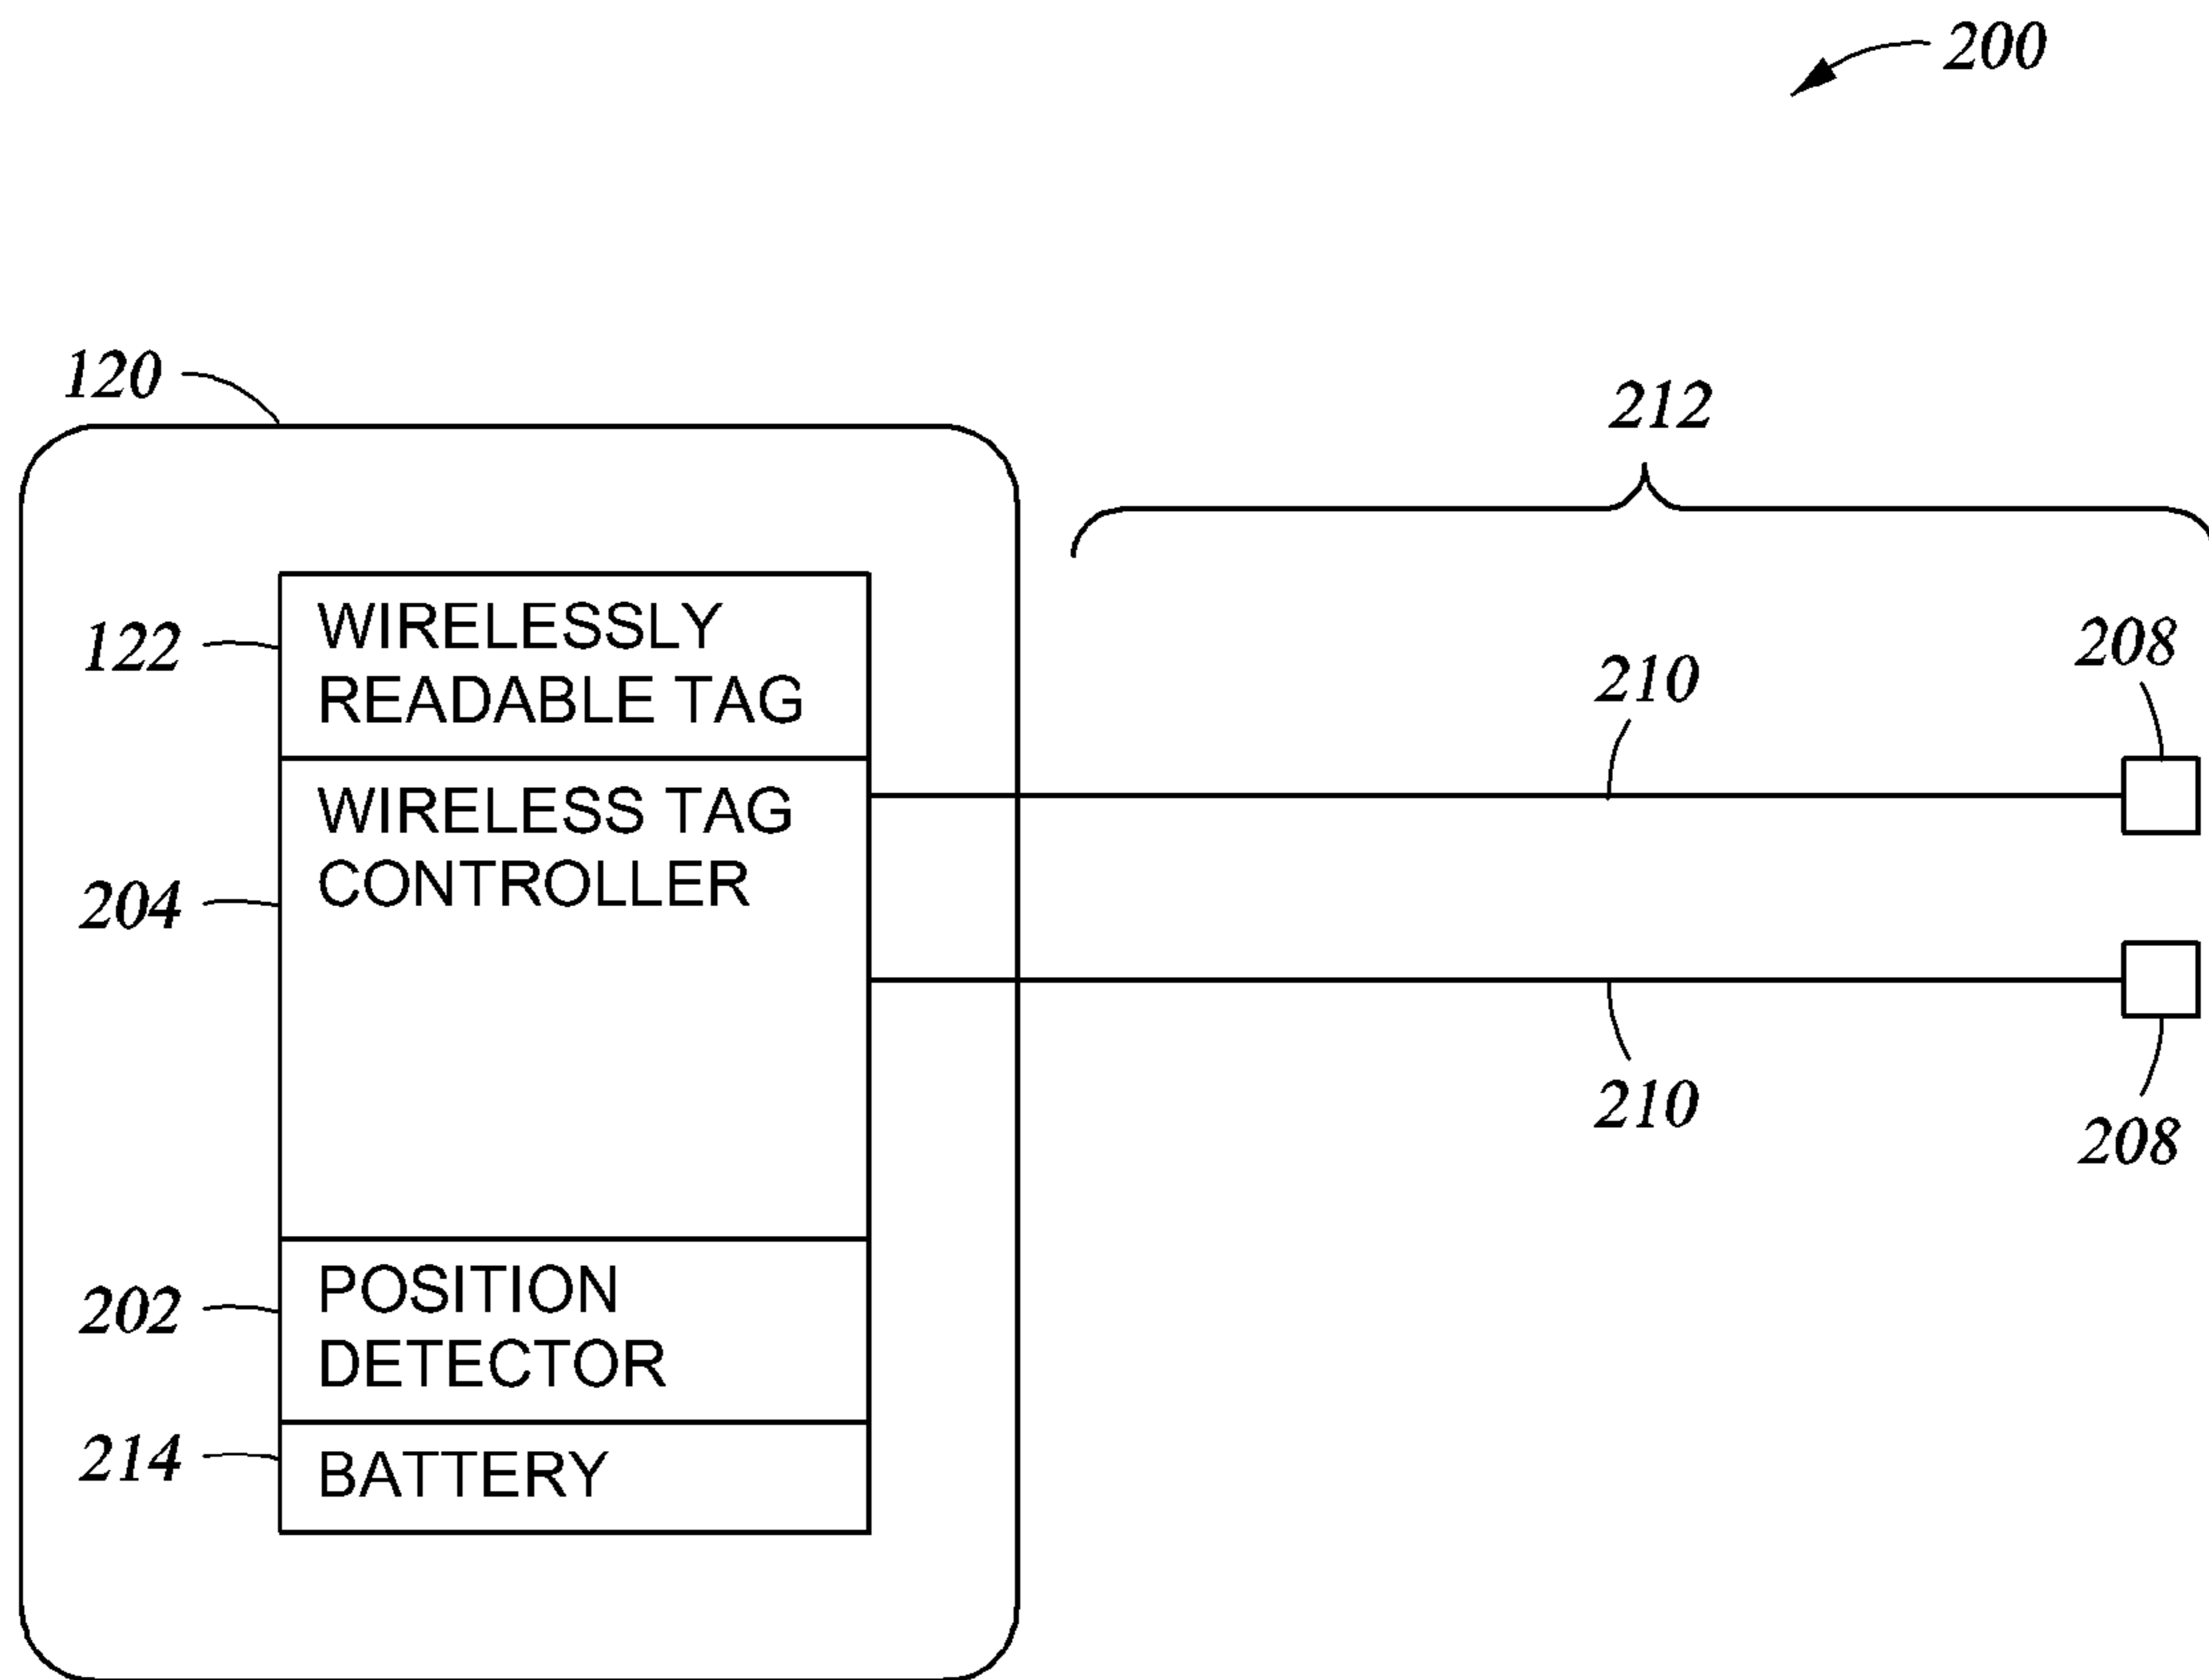 200
120
212
122
WIRELESSLY
READABLE TAG
208
210
WIRELESS TAG
CONTROLLER
204
210
208
202
POSITION
DETECTOR
214
BATTERY